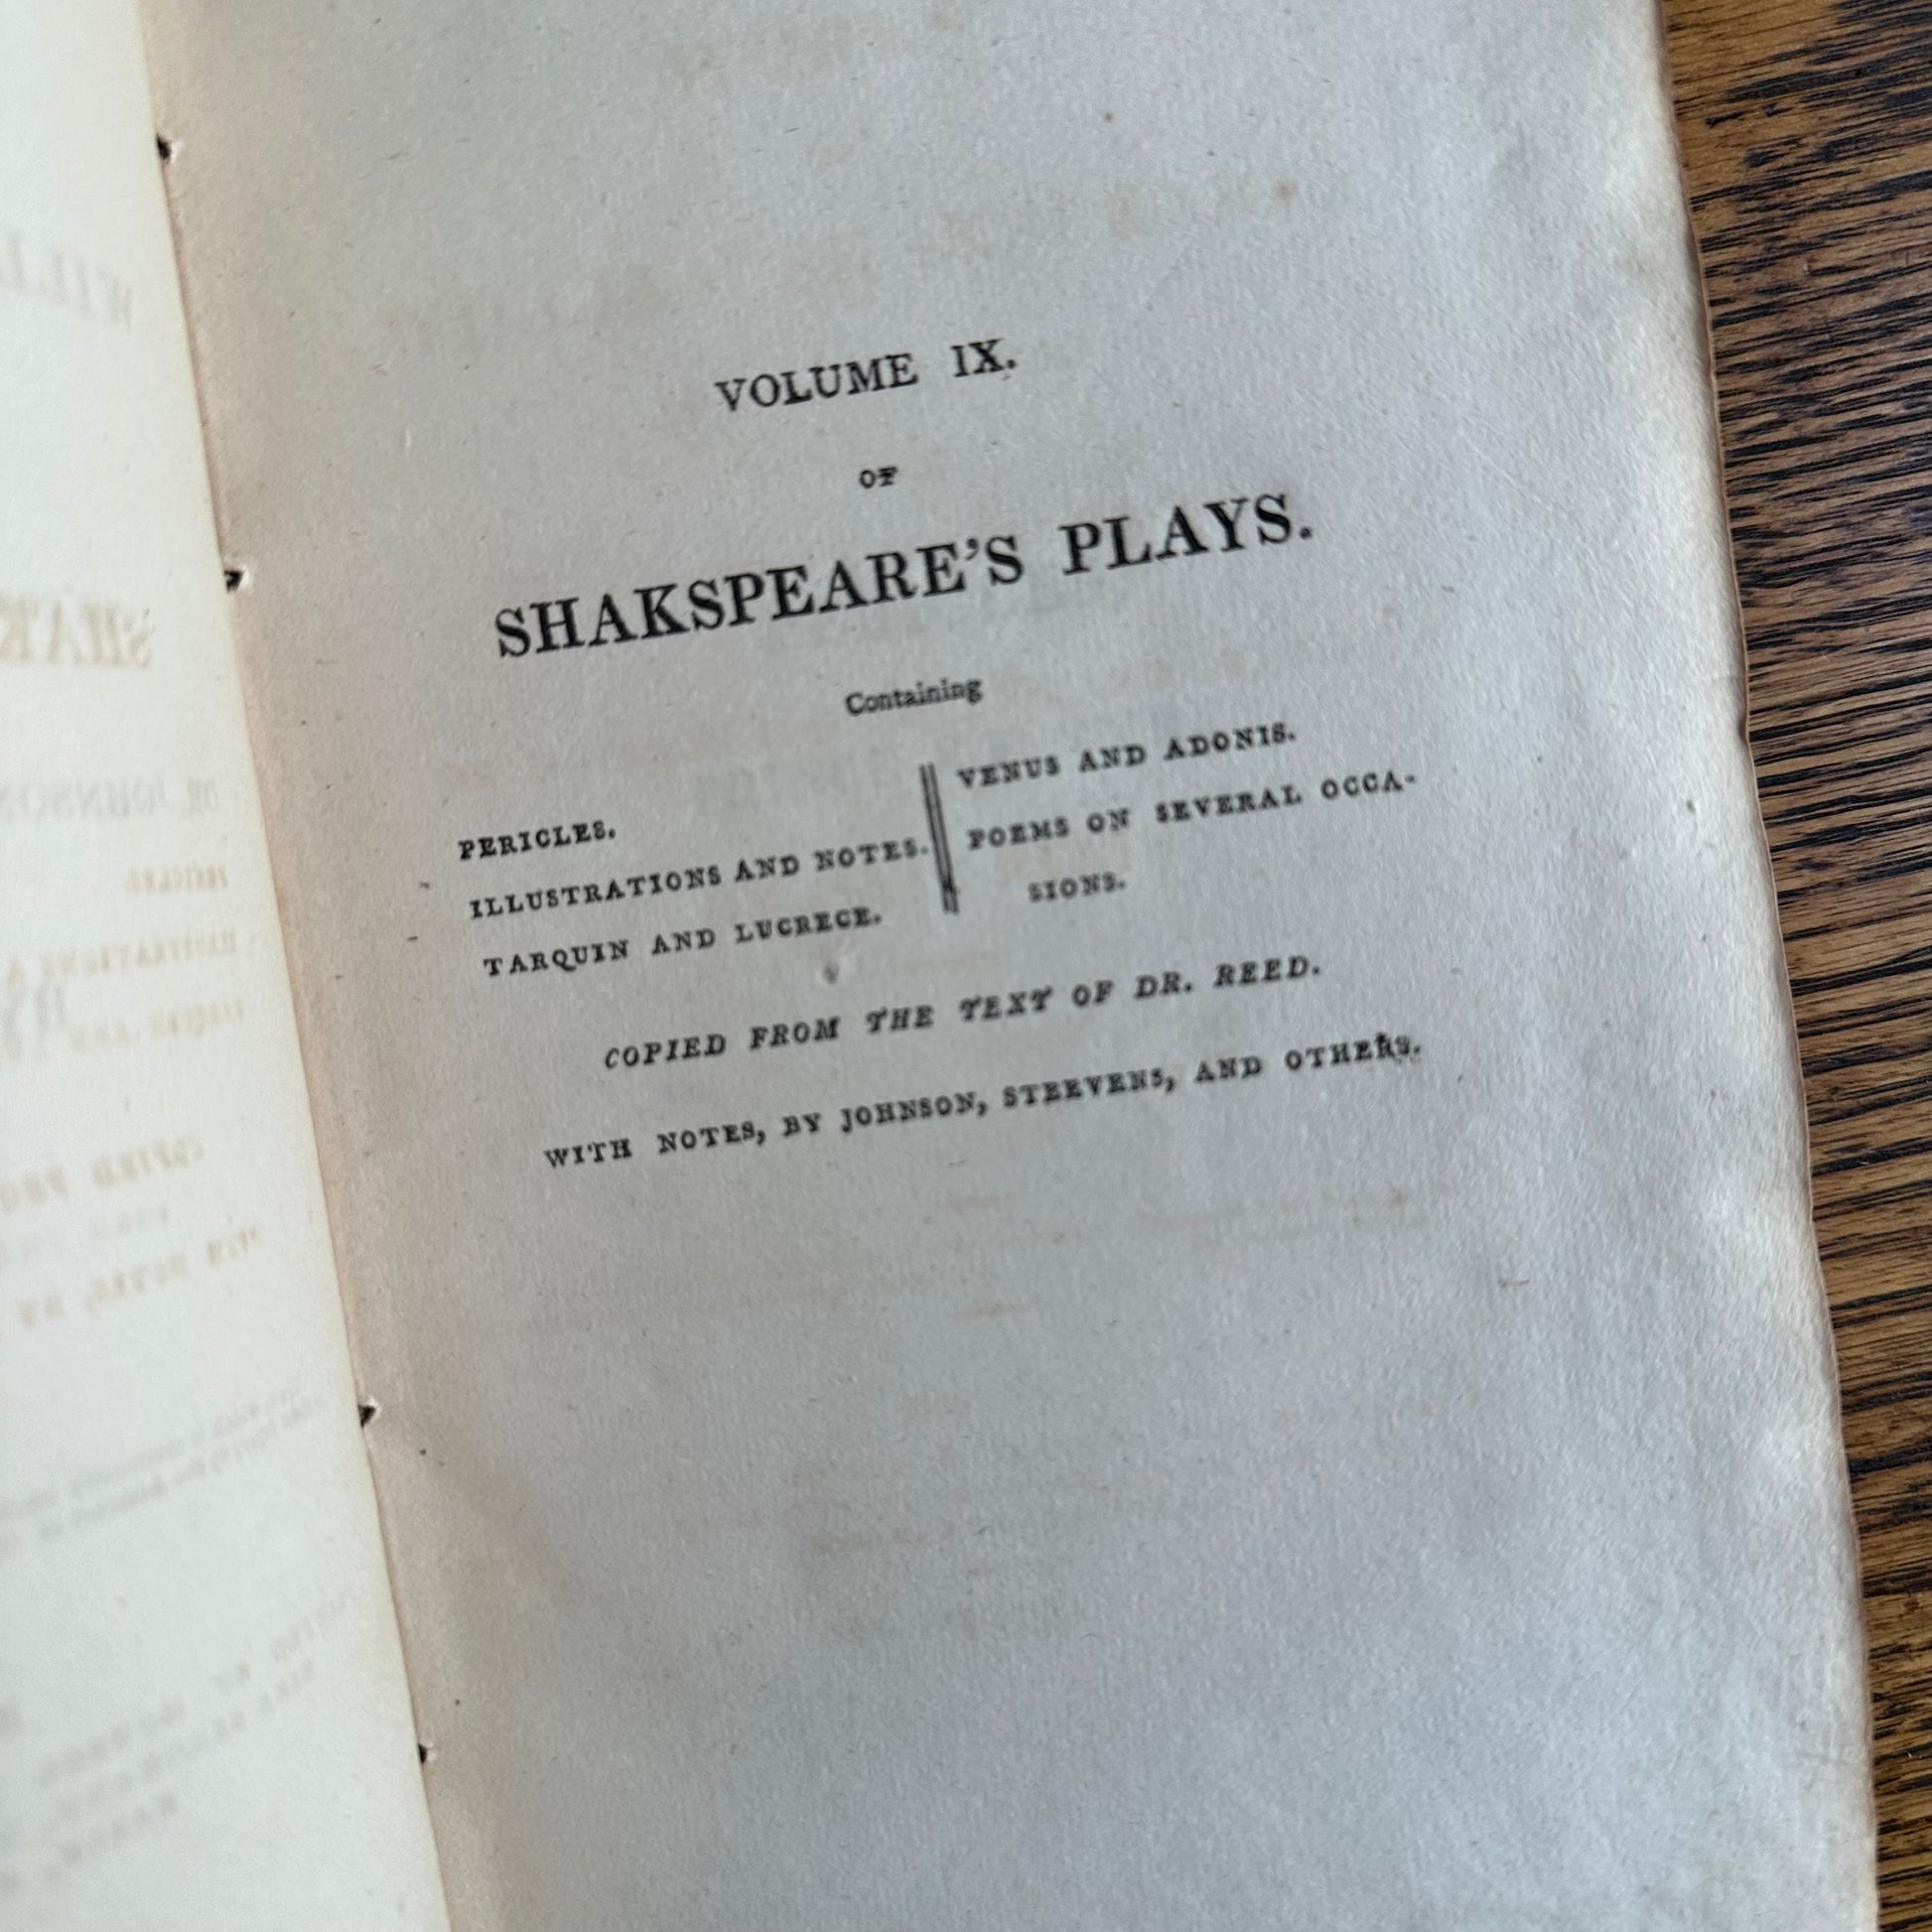 VOLUME IX.
OF
SHAKSPEARE'S PLAYS.
Containing
PERICLES.
ILLUSTRATIONS AND NOTES.
TARQUIN AND LUCRECE.
VENUS AND ADONIS.
POEMS ON SEVERAL OCCA-
SIONS.
COPIED FROM THE TEXT OF DR. REED.
WITH NOTES, BY JOHNSON, STEEVENS, AND OTHERS.